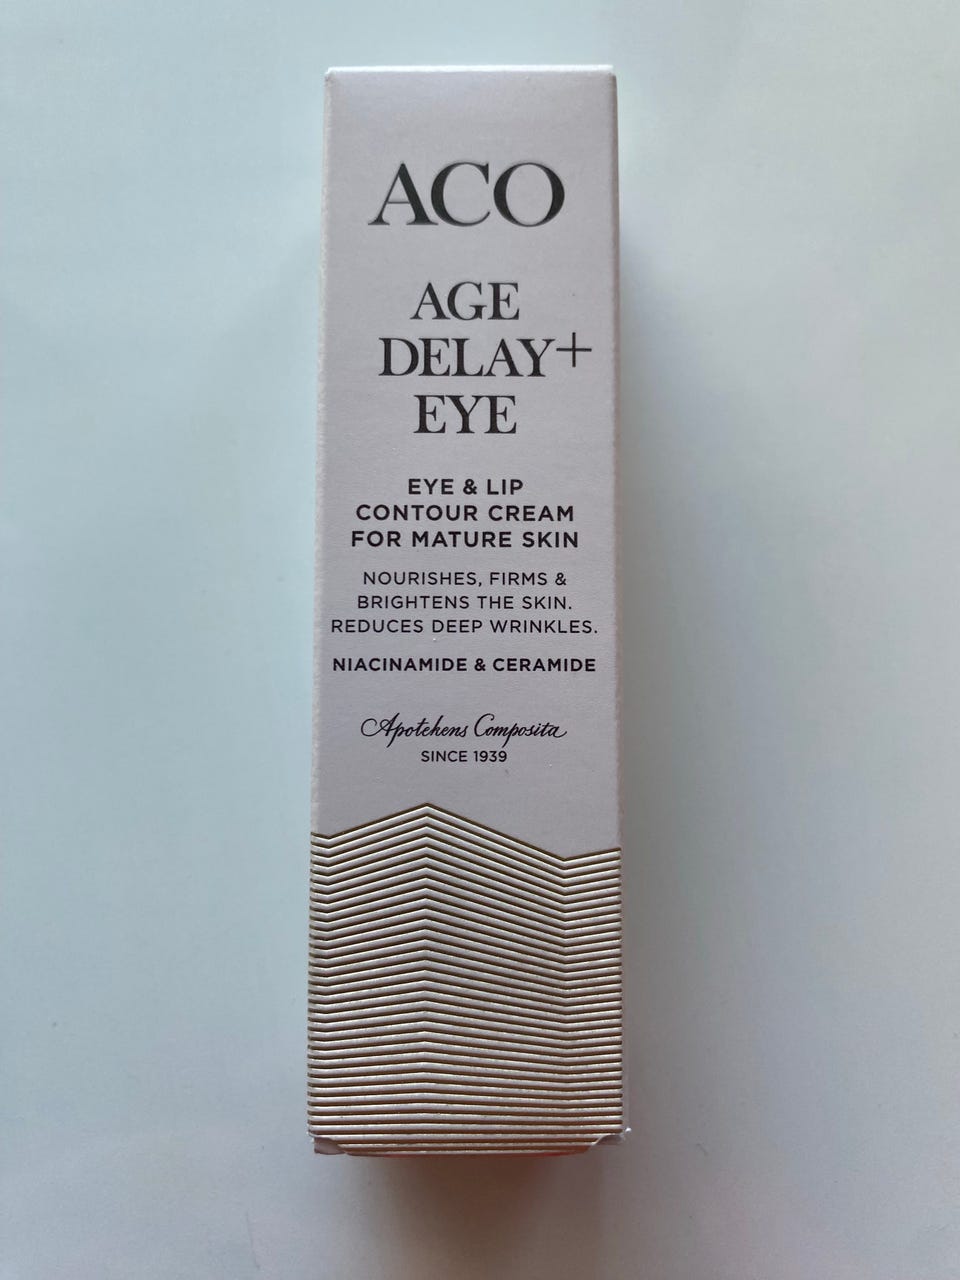 ACO
AGE
DELAY+
EYE
EYE & LIP
CONTOUR CREAM
FOR MATURE SKIN
NOURISHES, FIRMS &
BRIGHTENS THE SKIN.
REDUCES DEEP WRINKLES.
NIACINAMIDE & CERAMIDE
Apotekens Composita
SINCE 1939